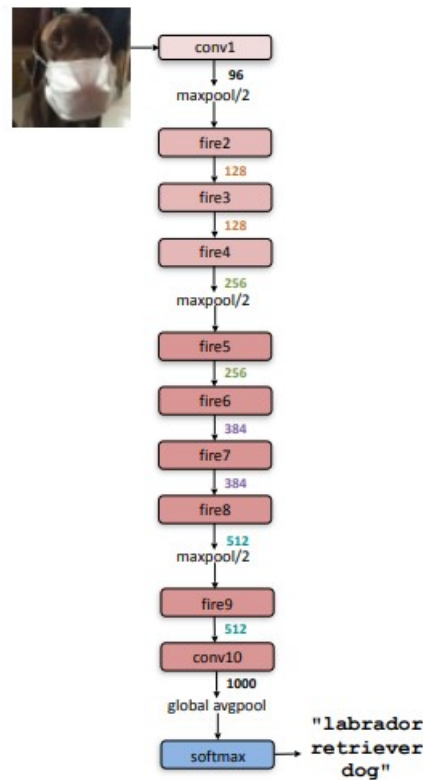 conv1
96
maxpool/2
fire2
128
fire3
128
fire4
256
maxpool/2
fire5
256
fire6
384
fire7
384
fire8
512
maxpool/2
fire9
512
conv10
1000
global avgpool
softmax
"labrador
retriever
dog"